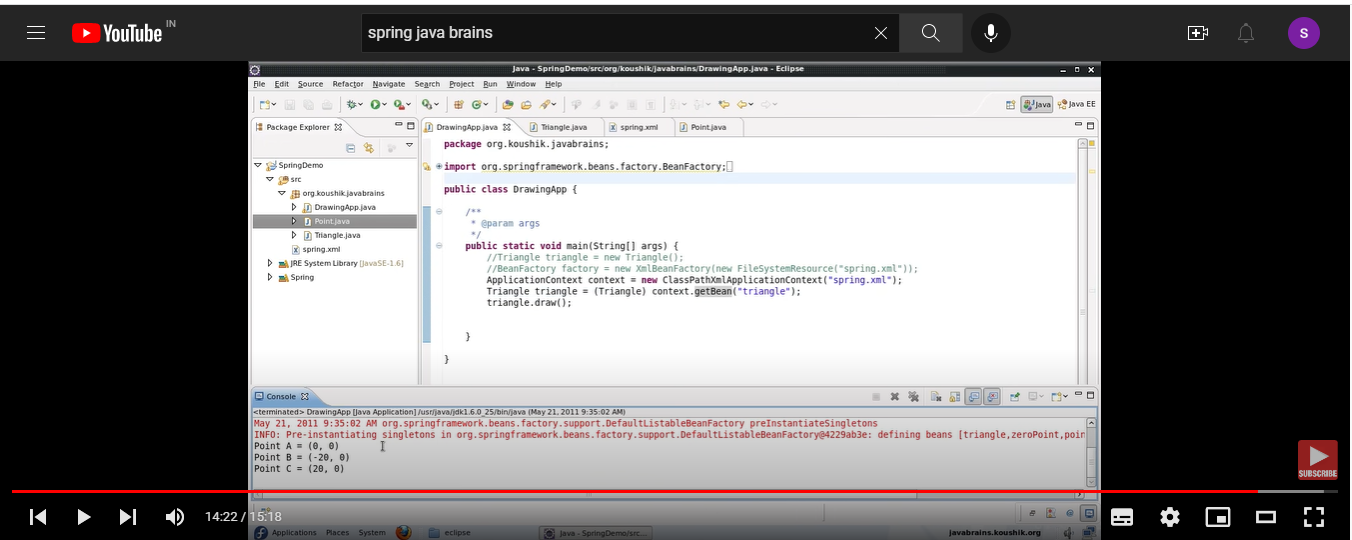 YouTube IN
spring java brains
S
Java - SpringDemo/src/org/koushik/javabrains/DrawingApp.java - Eclipse
File Edit Source Refactor Navigate Search Project Run Window Help
Java Java EE
Package Explorer
SpringDemo
src
org.koushik.javabrains
DrawingApp.java
Point.java
Triangle.java
spring.xml
JRE System Library [JavaSE-1.6]
Spring
DrawingApp.java Triangle.java spring.xml Point.java
package org.koushik.javabrains;
import org.springframework.beans.factory.BeanFactory;
public class DrawingApp {
/**
* @param args
*/
public static void main(String[] args) {
//Triangle triangle = new Triangle();
//BeanFactory factory = new XmlBeanFactory(new FileSystemResource("spring.xml"));
ApplicationContext context = new ClassPathXmlApplicationContext("spring.xml");
Triangle triangle = (Triangle) context.getBean("triangle");
triangle.draw();
}
}
Console
<terminated> DrawingApp [Java Application] /usr/java/jdk1.6.0_25/bin/java (May 21, 2011 9:35:02 AM)
May 21, 2011 9:35:02 AM org.springframework.beans.factory.support.DefaultListableBeanFactory preInstantiateSingletons
INFO: Pre-instantiating singletons in org.springframework.beans.factory.support.DefaultListableBeanFactory@4229ab3e: defining beans [triangle,zeroPoint,poin
Point A = (0, 0)
Point B = (-20, 0)
Point C = (20, 0)
SUBSCRIBE
14:22 / 15:18
Applications Places System eclipse Java - SpringDemo/src... javabrains.koushik.org